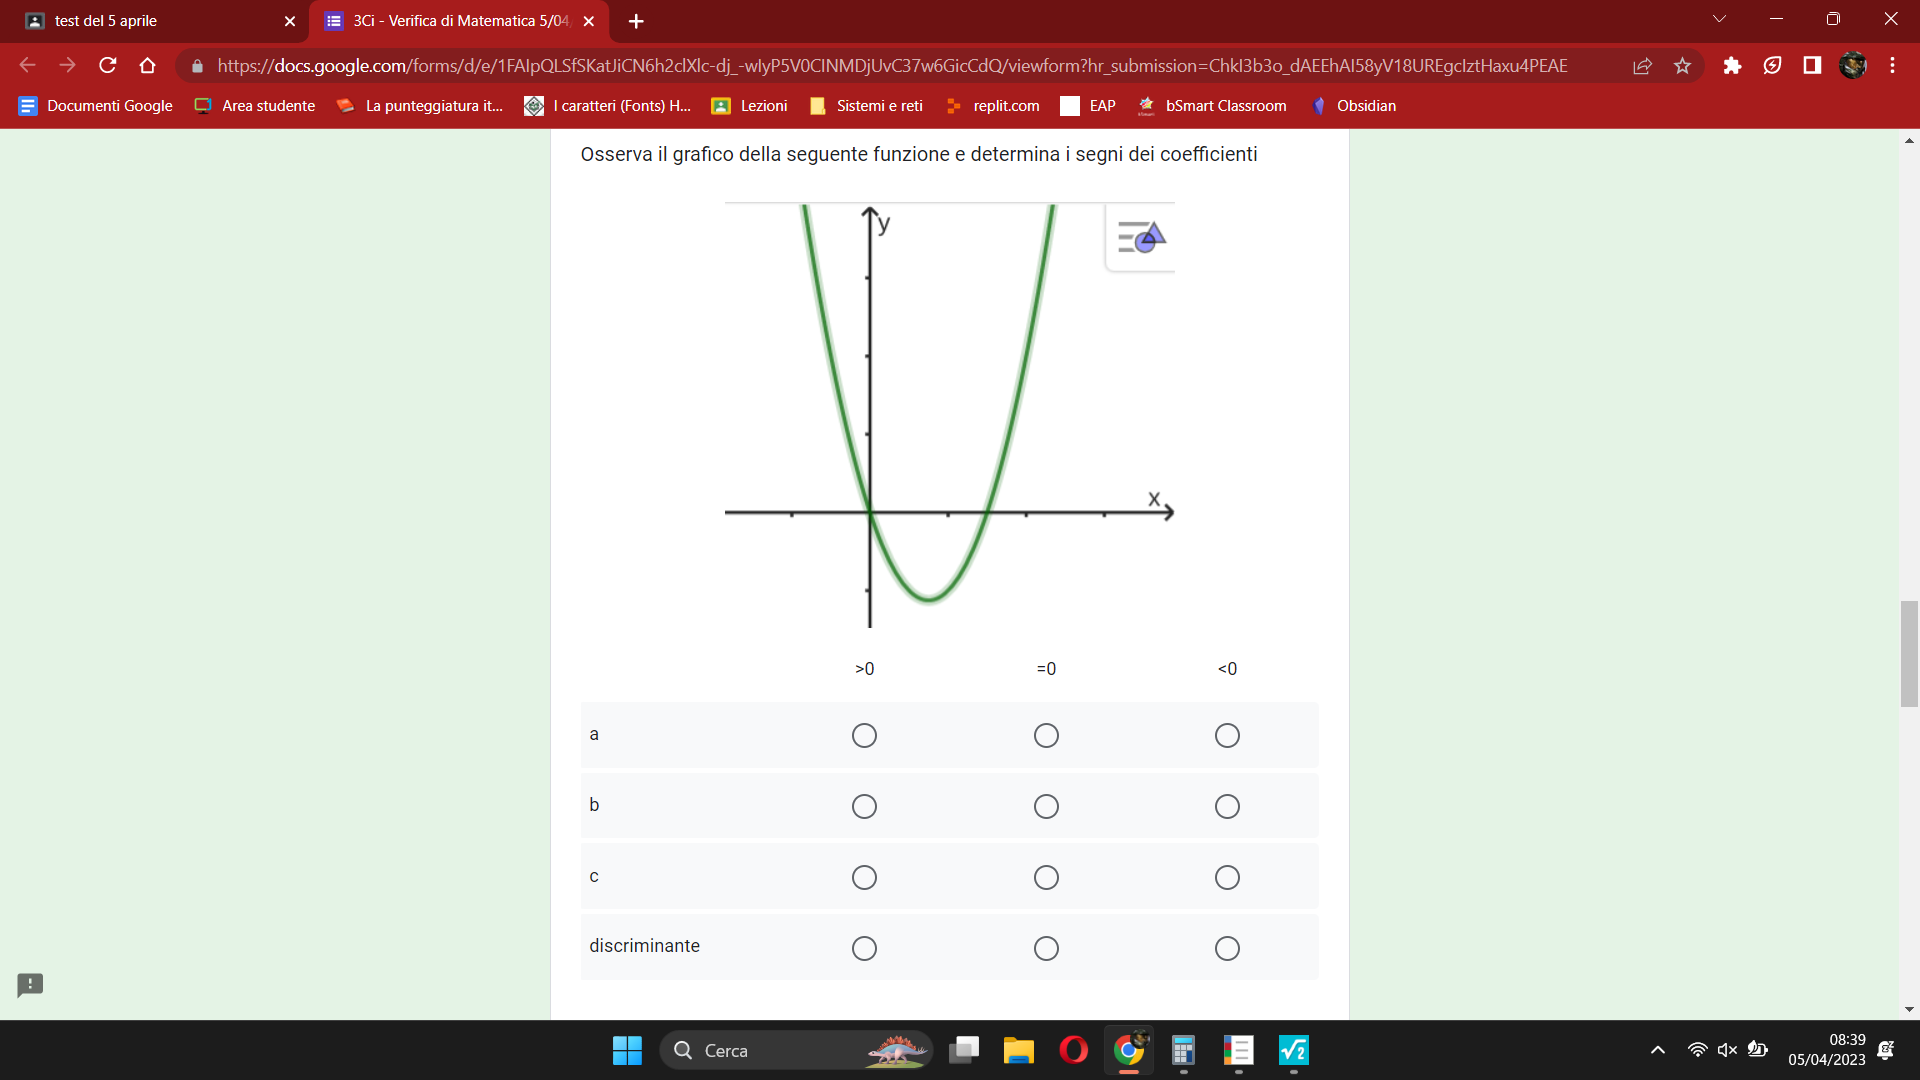 test del 5 aprile
3Ci - Verifica di Matematica 5/04
https://docs.google.com/forms/d/e/1FAIpQLSfSKatJiCN6h2clXlc-dj_-wlyP5V0CINMDjUvC37w6GicCdQ/viewform?hr_submission=ChkI3b3o_dAEEhAI58yV18UREgcIztHaxu4PEAE
Documenti Google
Area studente
La punteggiatura it...
I caratteri (Fonts) H...
Lezioni
Sistemi e reti
replit.com
EAP
bSmart Classroom
Obsidian
Osserva il grafico della seguente funzione e determina i segni dei coefficienti
y
x
>0 =0 <0
a
b
c
discriminante
Cerca
08:39
05/04/2023